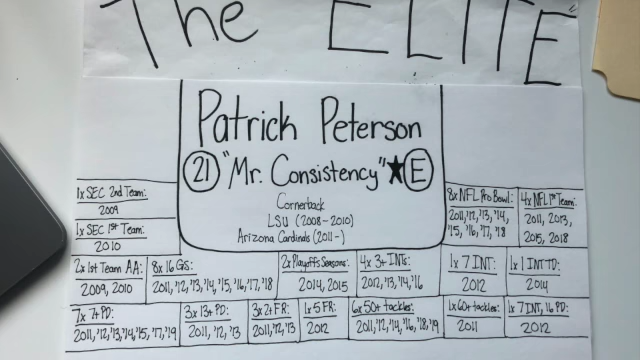 The ELITE
Patrick Peterson
21 "Mr. Consistency" ★ E
Cornerback
LSU (2008-2010)
Arizona Cardinals (2011-)
1x SEC 2nd Team:
2009
1x SEC 1st Team:
2010
8x NFL Pro Bowl:
2011,'12,'13,'14,
'15,'16,'17,'18
4x NFL 1st Team:
2011, 2013,
2015, 2018
2x 1st Team AA:
2009, 2010
8x 16 GS:
2011,'12,'13,'14,'15,'16,'17,'18
2x Playoffs Seasons:
2014, 2015
4x 3+ INTs:
2012,'13,'14,'16
1x 7 INT:
2012
1x 1 INT TD:
2014
7x 7+ PD:
2011,'12,'13,'14,'15,'17,'19
3x 13+ PD:
2011,'12,'13
3x 2+ FR:
2011,'12,'13
1x 5 FR:
2012
6x 50+ tackles:
2011,'12,'14,'16,'18,'19
1x 60+ tackles:
2011
1x 7 INT, 16 PD:
2012